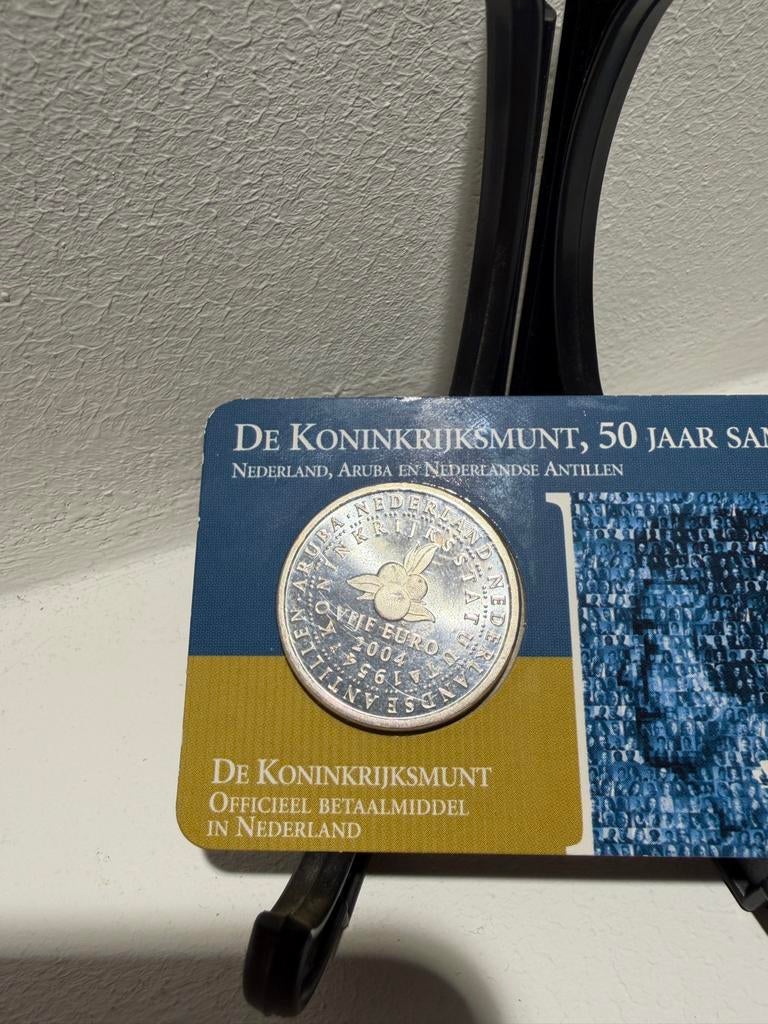 DE KONINKRIJKSMUNT, 50 JAAR SA
NEDERLAND, ARUBA EN NEDERLANDSE ANTILLEN
ARUBA · NEDERLAND · NEDERLANDSE ANTILLEN ·
KONINKRIJKSSTATUUT 1954
VIJF EURO
2004
DE KONINKRIJKSMUNT
OFFICIEEL BETAALMIDDEL
IN NEDERLAND